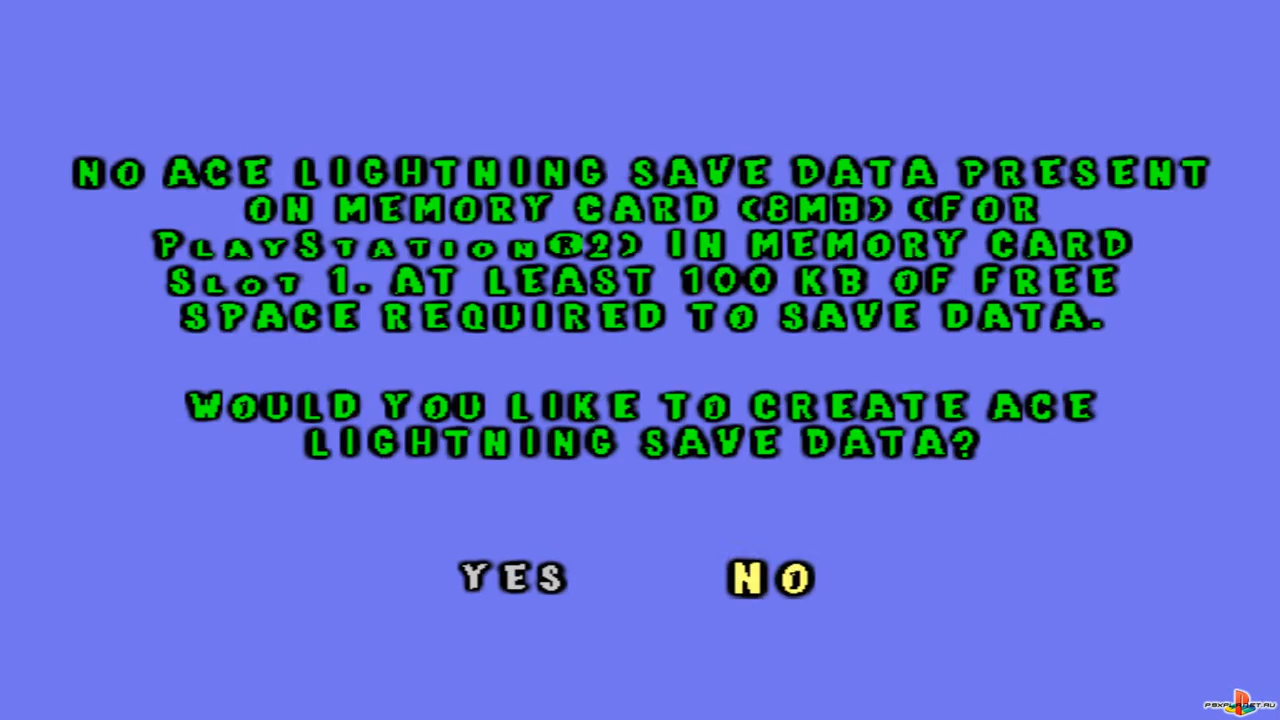 NO ACE LIGHTNING SAVE DATA PRESENT
ON MEMORY CARD (8MB) (FOR
PlayStation®2) IN MEMORY CARD
Slot 1. AT LEAST 100 KB OF FREE
SPACE REQUIRED TO SAVE DATA.
WOULD YOU LIKE TO CREATE ACE
LIGHTNING SAVE DATA?
YES NO
PSXPLANET.RU